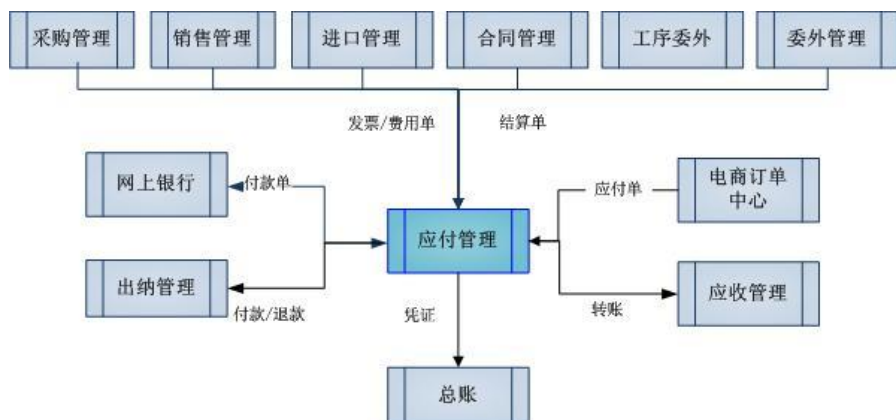 采购管理
销售管理
进口管理
合同管理
工序委外
委外管理
发票/费用单
结算单
网上银行
付款单
应付单
电商订单
中心
应付管理
出纳管理
付款/退款
凭证
转账
应收管理
总账